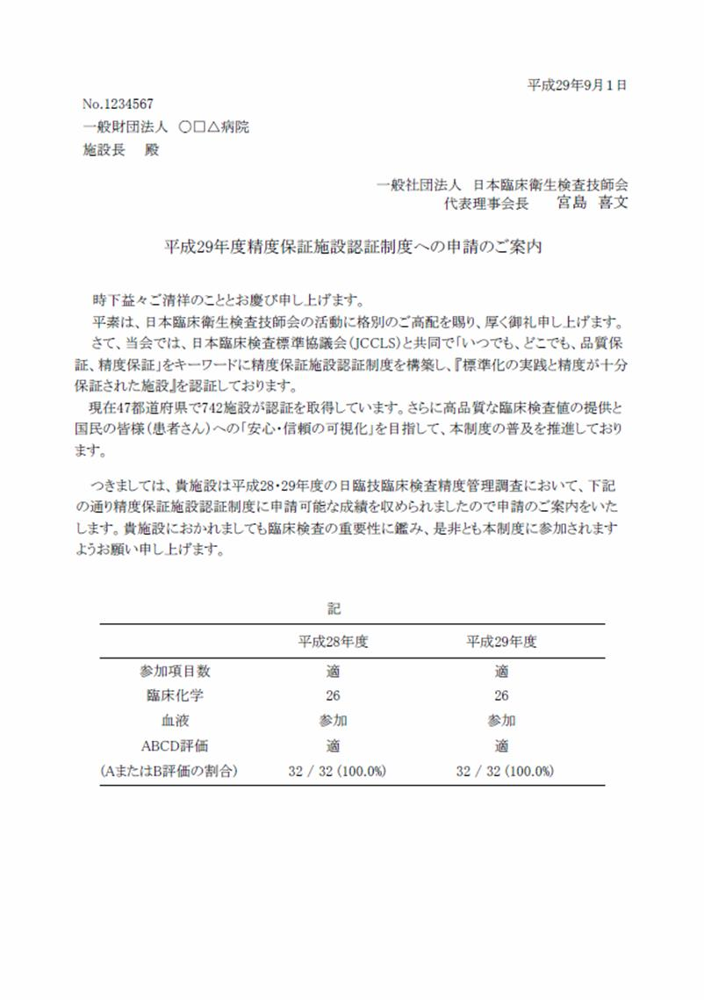 平成29年9月1日
No.1234567
一般財団法人 〇□△病院
施設長 殿
一般社団法人 日本臨床衛生検査技師会
代表理事会長 宮島 喜文
平成29年度精度保証施設認証制度への申請のご案内
時下益々ご清祥のこととお慶び申し上げます。
平素は、日本臨床衛生検査技師会の活動に格別のご高配を賜り、厚く御礼申し上げます。
さて、当会では、日本臨床検査標準協議会(JCCLS)と共同で「いつでも、どこでも、品質保
証、精度保証」をキーワードに精度保証施設認証制度を構築し、『標準化の実践と精度が十分
保証された施設』を認証しております。
現在47都道府県で742施設が認証を取得しています。さらに高品質な臨床検査値の提供と
国民の皆様(患者さん)への「安心・信頼の可視化」を目指して、本制度の普及を推進しており
ます。
つきましては、貴施設は平成28・29年度の日臨技臨床検査精度管理調査において、下記
の通り精度保証施設認証制度に申請可能な成績を収められましたので申請のご案内をいた
します。貴施設におかれましても臨床検査の重要性に鑑み、是非とも本制度に参加されます
ようお願い申し上げます。
記
平成28年度 平成29年度
参加項目数 適 適
臨床化学 26 26
血液 参加 参加
ABCD評価 適 適
(AまたはB評価の割合) 32 / 32 (100.0%) 32 / 32 (100.0%)